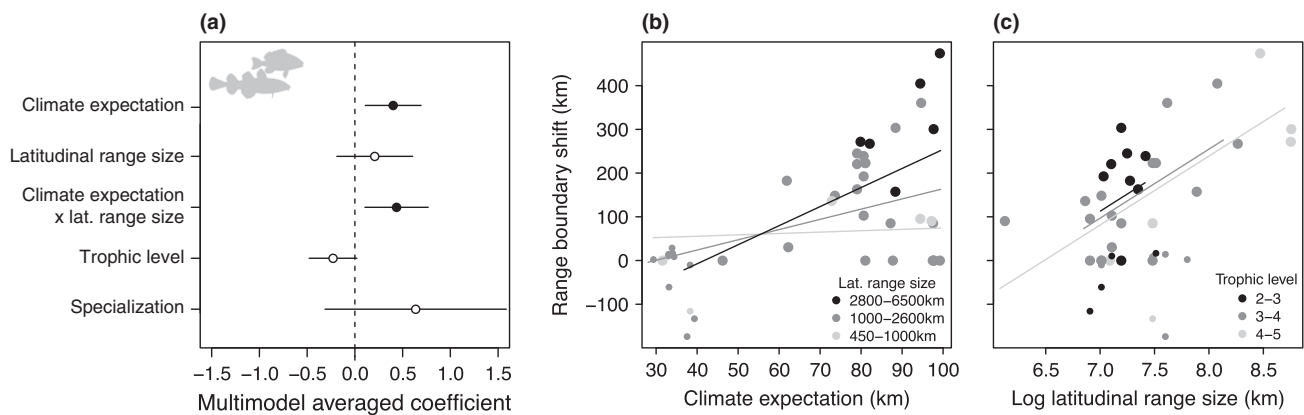 (a)
Climate expectation
Latitudinal range size
Climate expectation
x lat. range size
Trophic level
Specialization
−1.5 −1.0 −0.5 0.0 0.5 1.0 1.5
Multimodel averaged coefficient
(b)
Range boundary shift (km)
400
300
200
100
0
−100
Lat. range size
2800−6500km
1000−2600km
450−1000km
30 40 50 60 70 80 90 100
Climate expectation (km)
(c)
Trophic level
2−3
3−4
4−5
6.5 7.0 7.5 8.0 8.5
Log latitudinal range size (km)